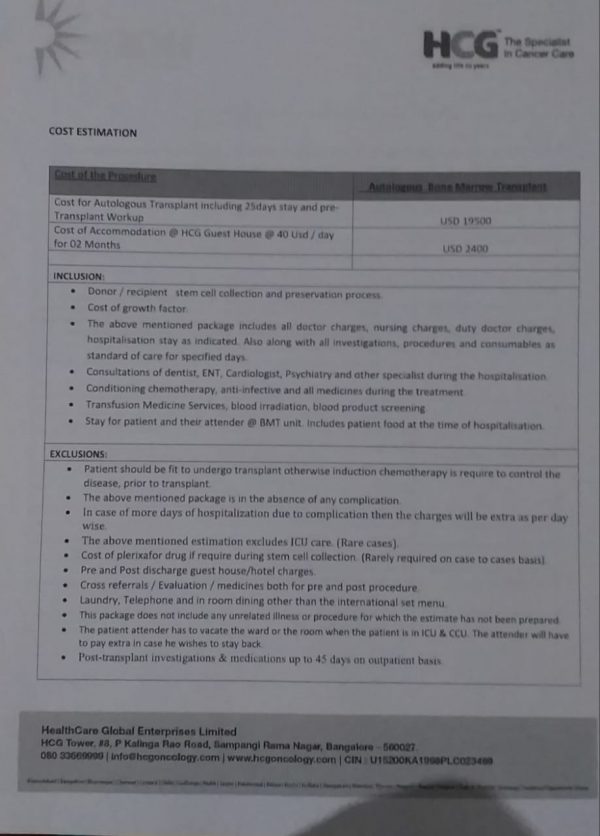 HCG The Specialist
in Cancer Care
adding life to years
COST ESTIMATION
Cost of the Procedure
Autologous Bone Marrow Transplant
Cost for Autologous Transplant including 25days stay and pre-
Transplant Workup
USD 19500
Cost of Accommodation @ HCG Guest House @ 40 Usd / day
for 02 Months
USD 2400
INCLUSION:
• Donor / recipient stem cell collection and preservation process.
• Cost of growth factor.
• The above mentioned package includes all doctor charges, nursing charges, duty doctor charges,
hospitalisation stay as indicated. Also along with all investigations, procedures and consumables as
standard of care for specified days.
• Consultations of dentist, ENT, Cardiologist, Psychiatry and other specialist during the hospitalisation.
• Conditioning chemotherapy, anti-infective and all medicines during the treatment.
• Transfusion Medicine Services, blood irradiation, blood product screening
• Stay for patient and their attender @ BMT unit. Includes patient food at the time of hospitalisation.
EXCLUSIONS:
• Patient should be fit to undergo transplant otherwise induction chemotherapy is require to control the
disease, prior to transplant.
• The above mentioned package is in the absence of any complication.
• In case of more days of hospitalization due to complication then the charges will be extra as per day
wise.
• The above mentioned estimation excludes ICU care. (Rare cases).
• Cost of plerixafor drug if require during stem cell collection. (Rarely required on case to cases basis).
• Pre and Post discharge guest house/hotel charges.
• Cross referrals / Evaluation / medicines both for pre and post procedure.
• Laundry, Telephone and in room dining other than the international set menu.
• This package does not include any unrelated illness or procedure for which the estimate has not been prepared.
• The patient attender has to vacate the ward or the room when the patient is in ICU & CCU. The attender will have
to pay extra in case he wishes to stay back.
• Post-transplant investigations & medications up to 45 days on outpatient basis.
HealthCare Global Enterprises Limited
HCG Tower, #8, P Kalinga Rao Road, Sampangi Rama Nagar, Bangalore - 560027.
080 33669999 | info@hcgoncology.com | www.hcgoncology.com | CIN : U15200KA1998PLC023489